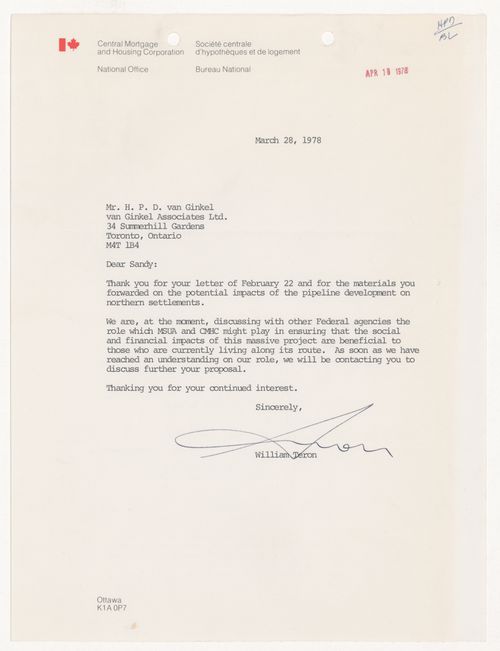 Central Mortgage
and Housing Corporation
Société centrale
d'hypothèques et de logement
National Office
Bureau National
HPD
BL
APR 10 1978
March 28, 1978
Mr. H. P. D. van Ginkel
van Ginkel Associates Ltd.
34 Summerhill Gardens
Toronto, Ontario
M4T 1B4
Dear Sandy:
Thank you for your letter of February 22 and for the materials you
forwarded on the potential impacts of the pipeline development on
northern settlements.
We are, at the moment, discussing with other Federal agencies the
role which MSUA and CMHC might play in ensuring that the social
and financial impacts of this massive project are beneficial to
those who are currently living along its route. As soon as we have
reached an understanding on our role, we will be contacting you to
discuss further your proposal.
Thanking you for your continued interest.
Sincerely,
William Teron
Ottawa
K1A 0P7